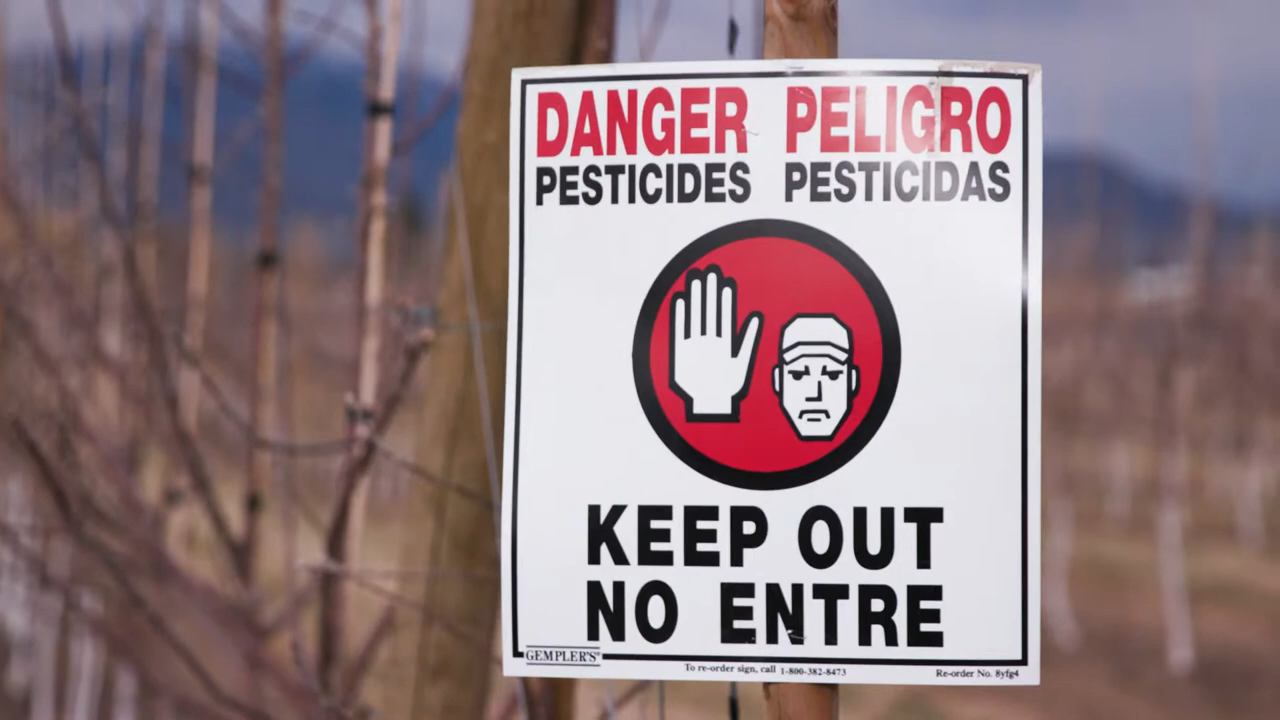 DANGER PELIGRO
PESTICIDES PESTICIDAS
KEEP OUT
NO ENTRE
GEMPLER'S®
To re-order sign, call 1-800-382-8473
Re-order No. 8yfg4